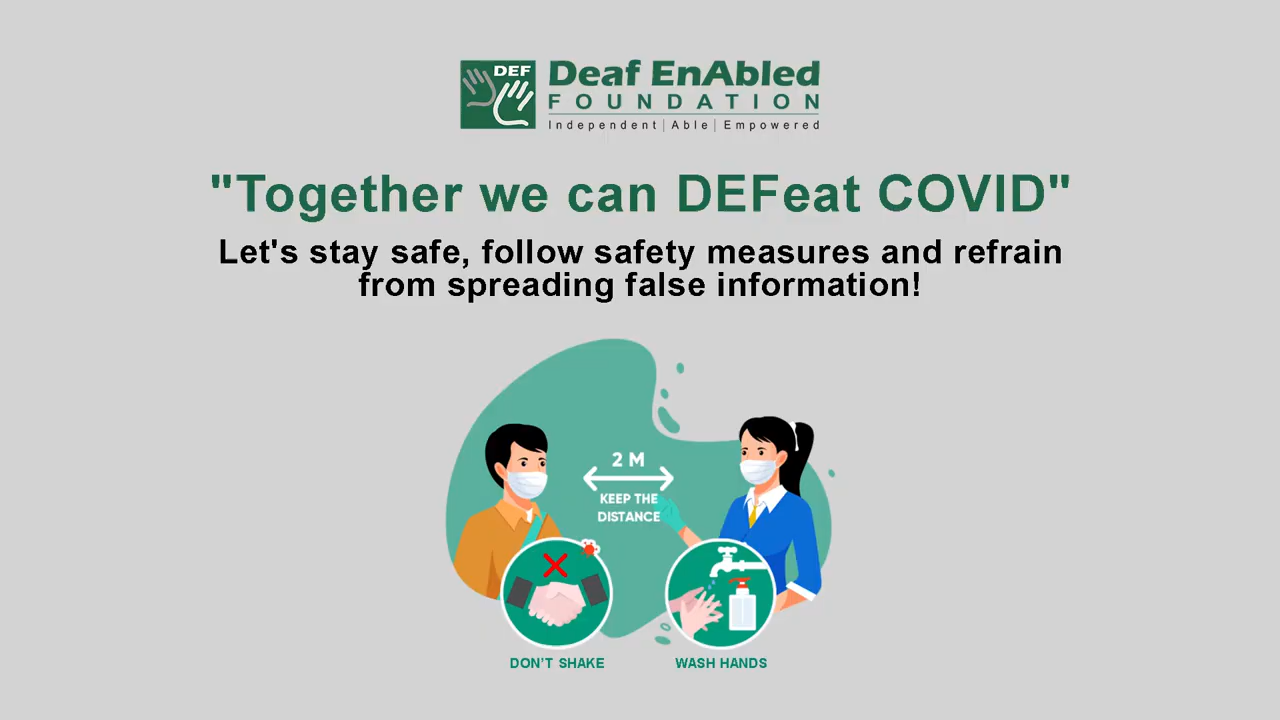 DEF
Deaf EnAbled
FOUNDATION
Independent | Able | Empowered
"Together we can DEFeat COVID"
Let's stay safe, follow safety measures and refrain
from spreading false information!
2 M
KEEP THE
DISTANCE
DON'T SHAKE
WASH HANDS